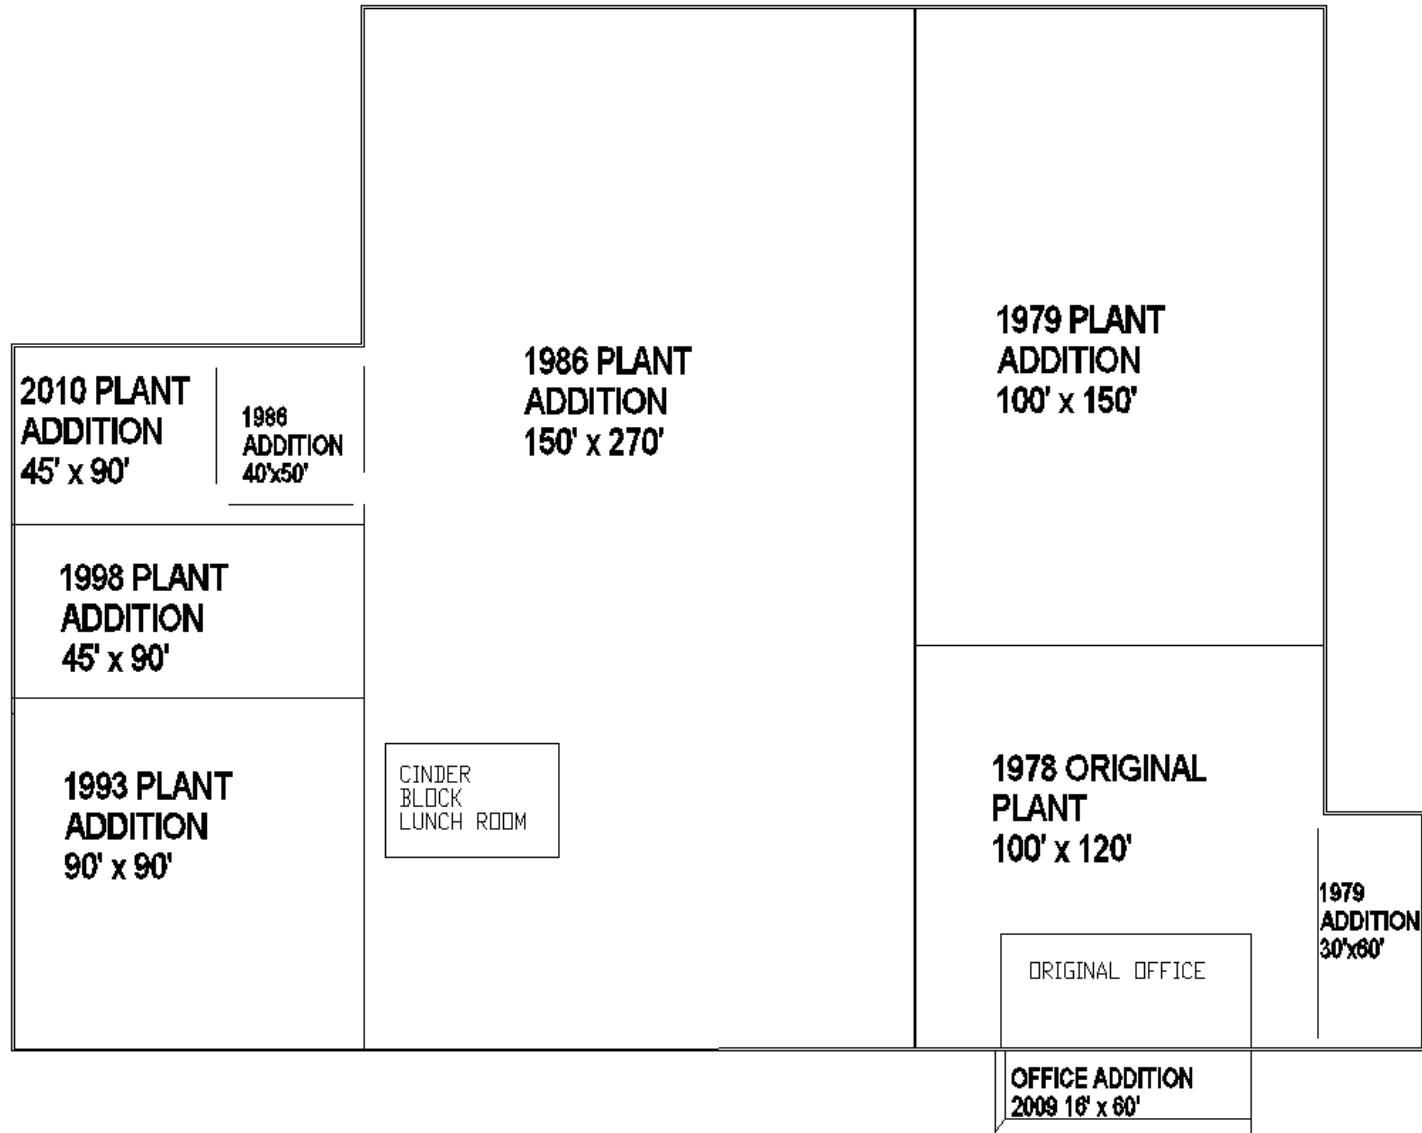 1979 PLANT
ADDITION
100' x 150'
1986 PLANT
ADDITION
150' x 270'
2010 PLANT
ADDITION
45' x 90'
1986
ADDITION
40'x50'
1998 PLANT
ADDITION
45' x 90'
1993 PLANT
ADDITION
90' x 90'
CINDER
BLOCK
LUNCH ROOM
1978 ORIGINAL
PLANT
100' x 120'
1979
ADDITION
30'x60'
ORIGINAL OFFICE
OFFICE ADDITION
2009 16' x 60'